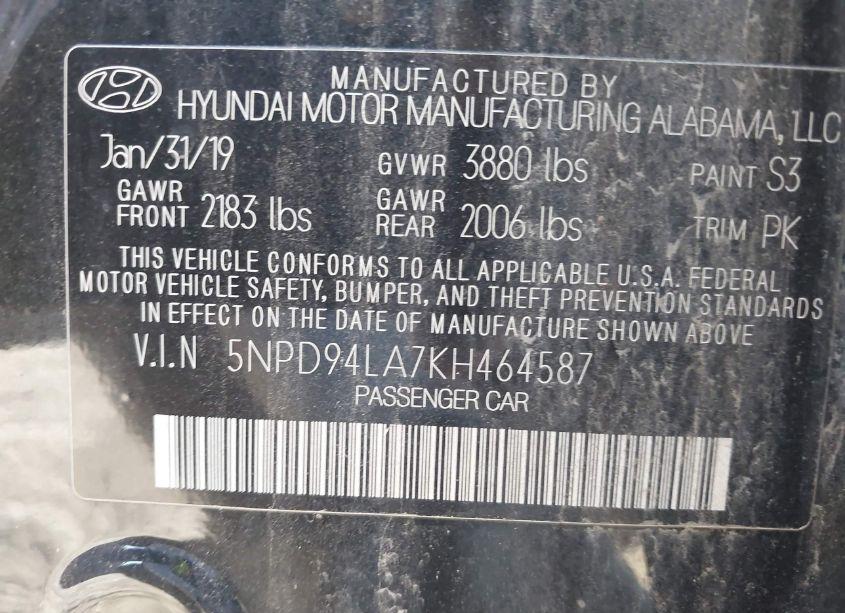 MANUFACTURED BY
HYUNDAI MOTOR MANUFACTURING ALABAMA, LLC
Jan/31/19 GVWR 3880 lbs PAINT S3
GAWR FRONT 2183 lbs GAWR REAR 2006 lbs TRIM PK
THIS VEHICLE CONFORMS TO ALL APPLICABLE U.S.A. FEDERAL
MOTOR VEHICLE SAFETY, BUMPER, AND THEFT PREVENTION STANDARDS
IN EFFECT ON THE DATE OF MANUFACTURE SHOWN ABOVE
V.I.N 5NPD94LA7KH464587
PASSENGER CAR